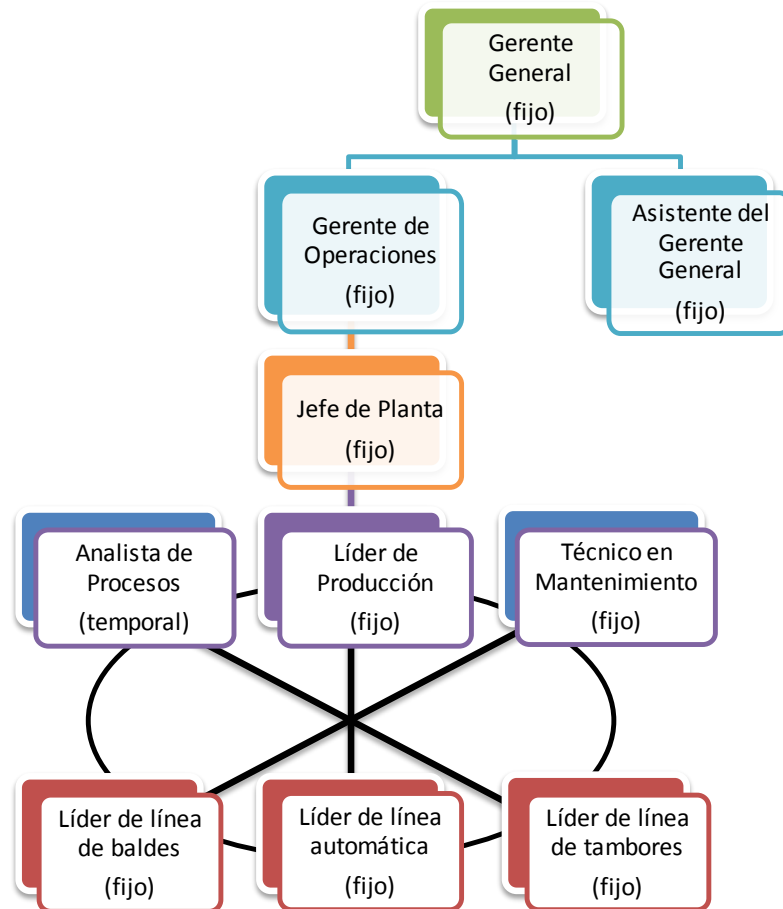 Gerente
General
(fijo)
Gerente de
Operaciones
(fijo)
Asistente del
Gerente
General
(fijo)
Jefe de Planta
(fijo)
Analista de
Procesos
(temporal)
Líder de
Producción
(fijo)
Técnico en
Mantenimiento
(fijo)
Líder de línea
de baldes
(fijo)
Líder de línea
automática
(fijo)
Líder de línea
de tambores
(fijo)